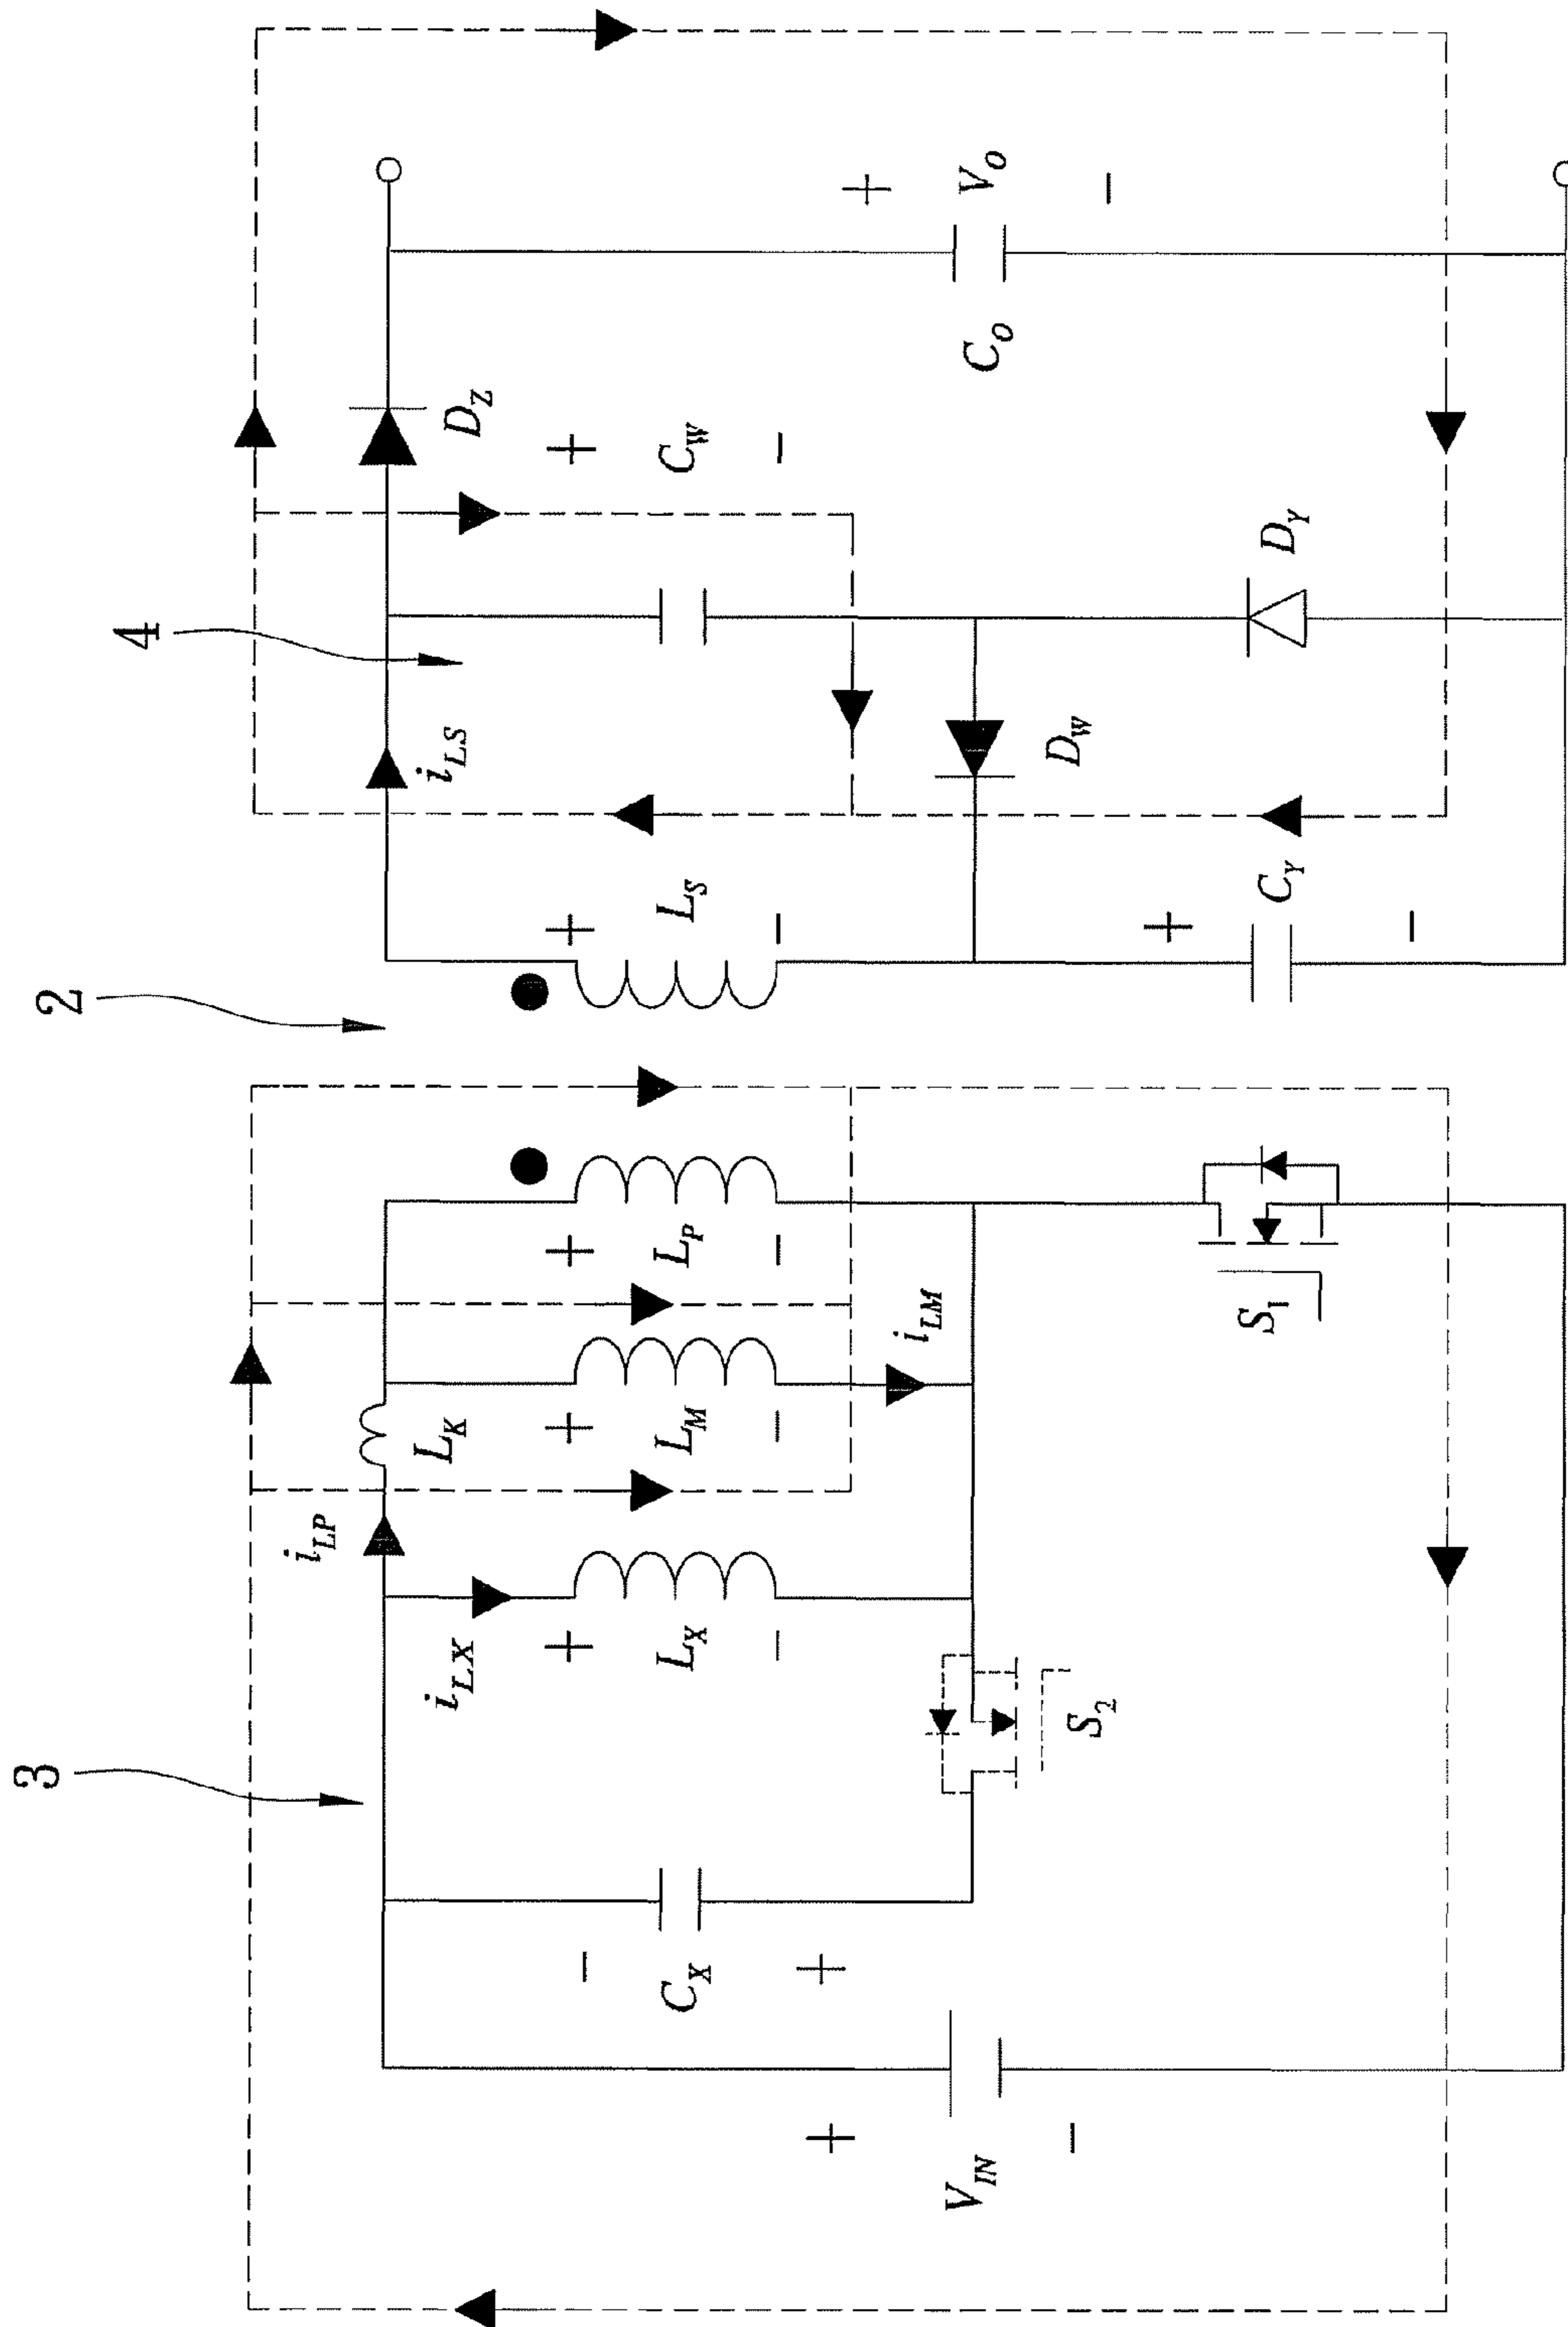 3
2
4
i_LP
i_LX
L_K
i_LM
i_LS
V_IN
+
-
C_X
-
+
L_X
+
-
L_M
+
-
L_P
+
-
S_2
S_1
L_S
+
-
C_Y
+
-
D_W
D_Y
C_W
+
-
D_Z
C_O
V_O
+
-